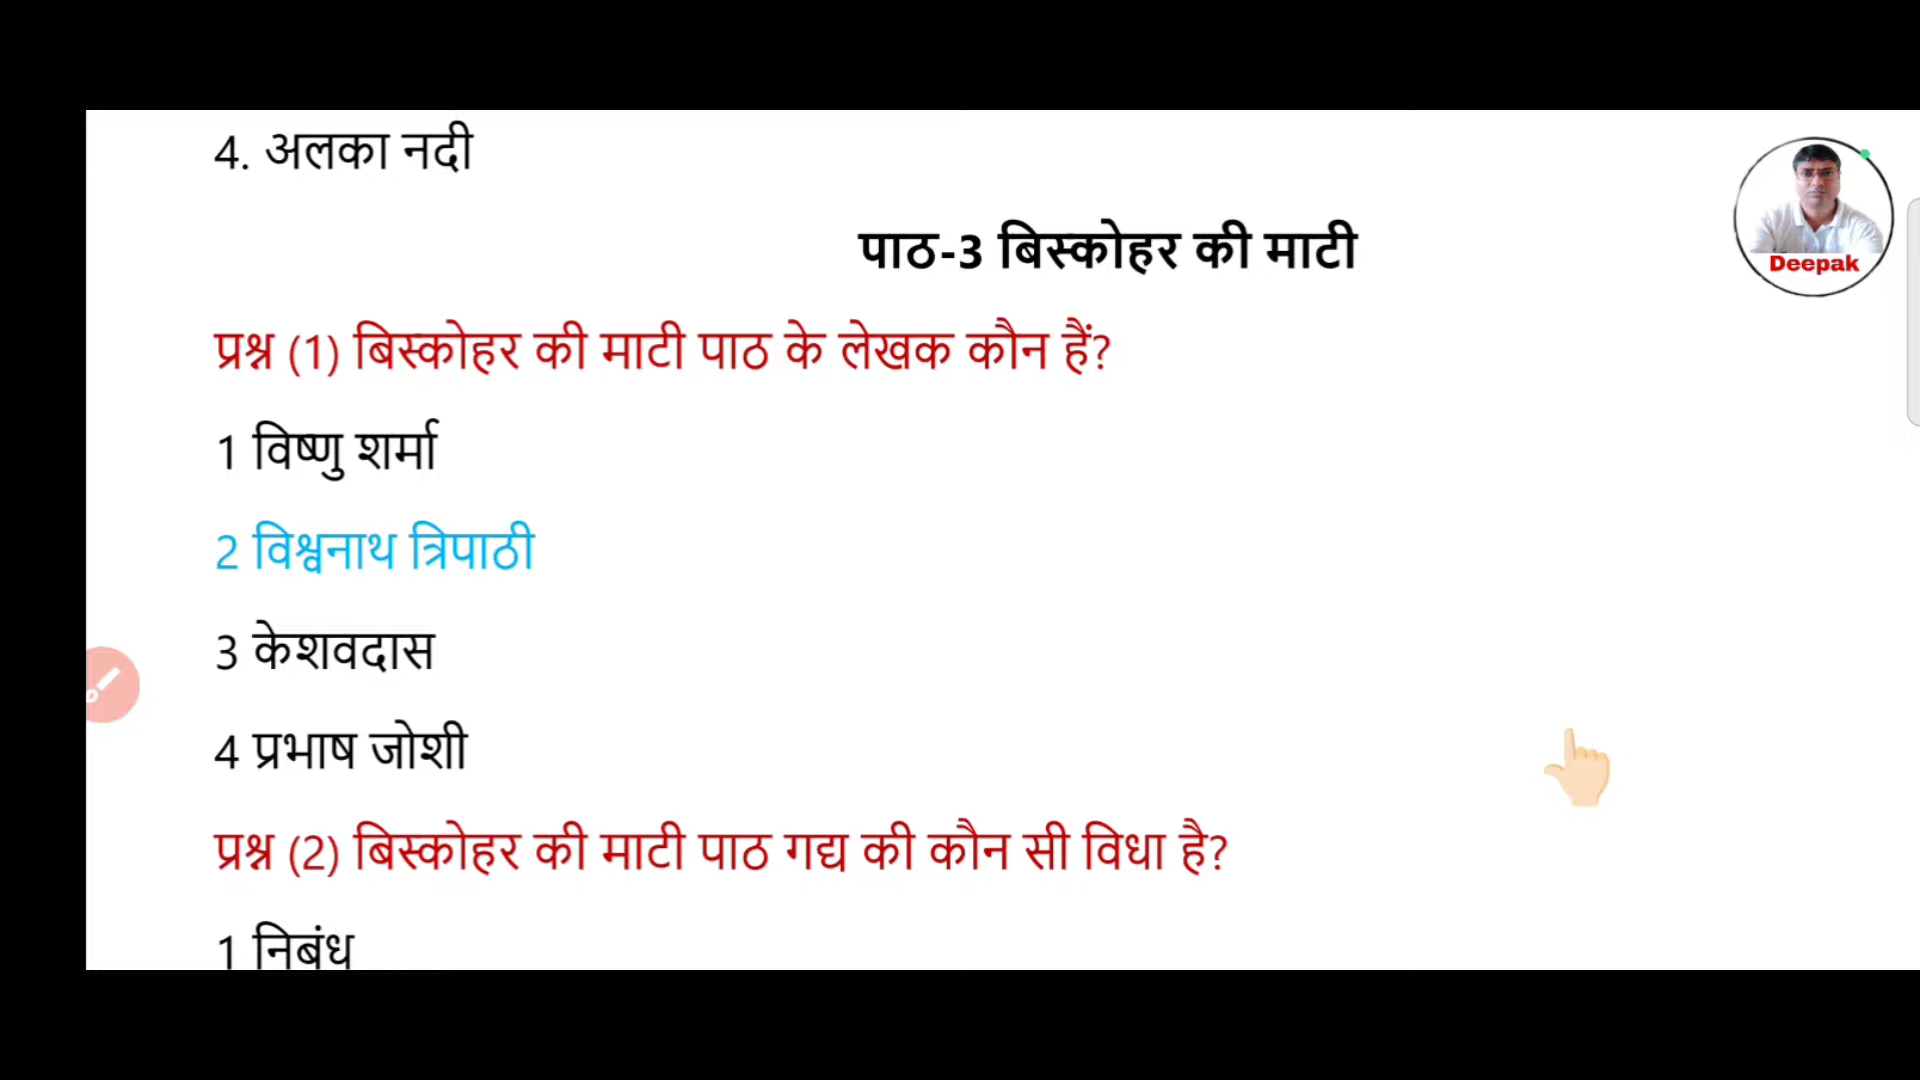 4. अलका नदी
पाठ-3 बिस्कोहर की माटी
Deepak
प्रश्न (1) बिस्कोहर की माटी पाठ के लेखक कौन हैं?
1 विष्णु शर्मा
2 विश्वनाथ त्रिपाठी
3 केशवदास
4 प्रभाष जोशी
प्रश्न (2) बिस्कोहर की माटी पाठ गद्य की कौन सी विधा है?
1 निबंध